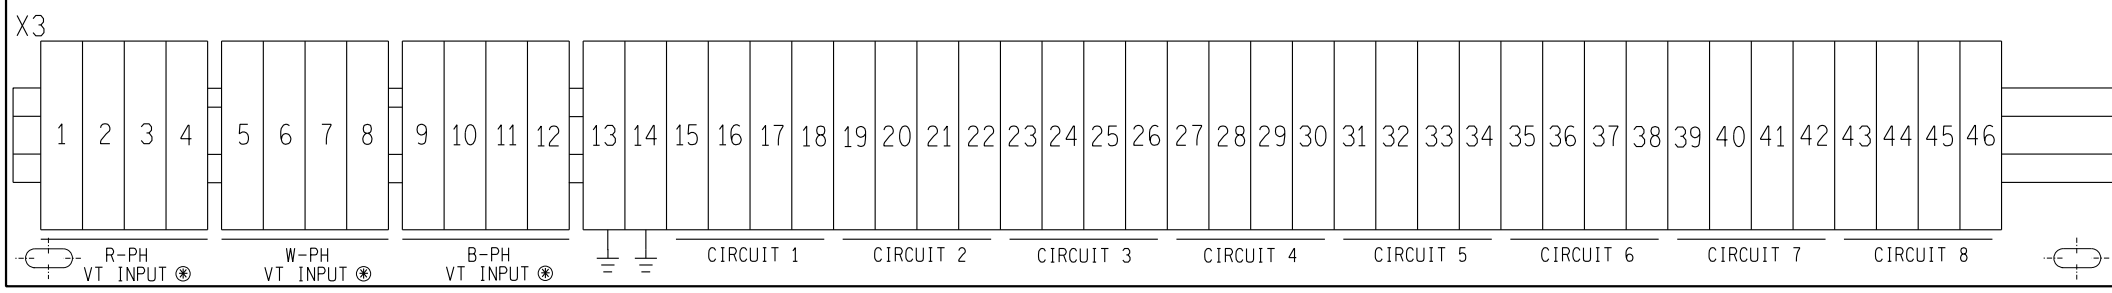 X3
1 2 3 4 5 6 7 8 9 10 11 12 13 14 15 16 17 18 19 20 21 22 23 24 25 26 27 28 29 30 31 32 33 34 35 36 37 38 39 40 41 42 43 44 45 46
R-PH W-PH B-PH CIRCUIT 1 CIRCUIT 2 CIRCUIT 3 CIRCUIT 4 CIRCUIT 5 CIRCUIT 6 CIRCUIT 7 CIRCUIT 8
VT INPUT ⊛ VT INPUT ⊛ VT INPUT ⊛